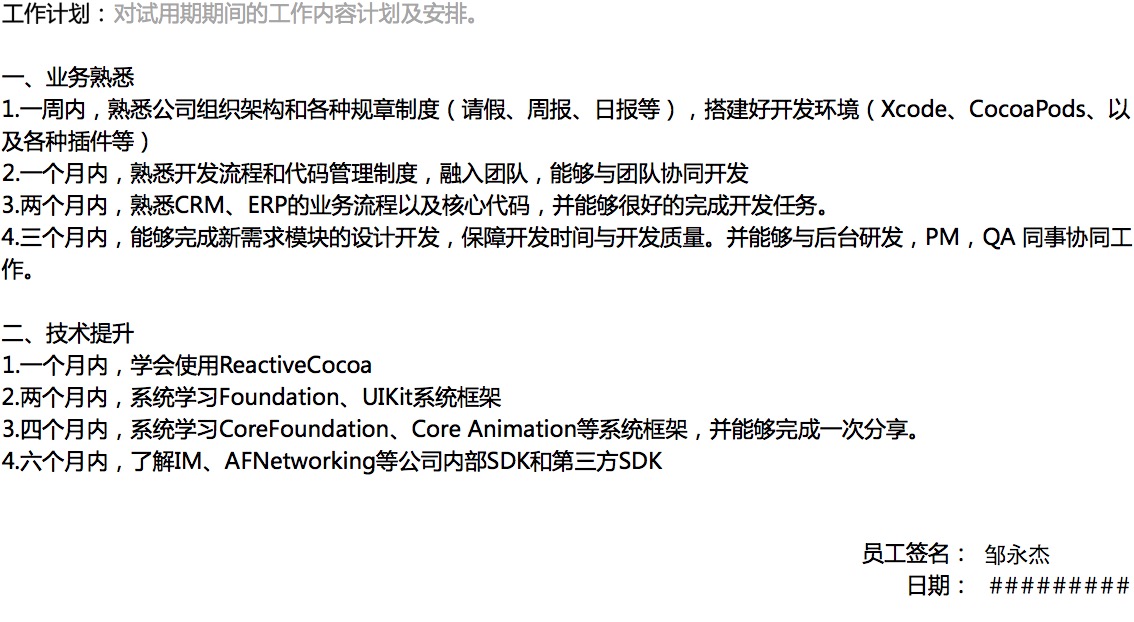 工作计划：对试用期期间的工作内容计划及安排。
一、业务熟悉
1.一周内，熟悉公司组织架构和各种规章制度（请假、周报、日报等），搭建好开发环境（Xcode、CocoaPods、以
及各种插件等）
2.一个月内，熟悉开发流程和代码管理制度，融入团队，能够与团队协同开发
3.两个月内，熟悉CRM、ERP的业务流程以及核心代码，并能够很好的完成开发任务。
4.三个月内，能够完成新需求模块的设计开发，保障开发时间与开发质量。并能够与后台研发，PM，QA 同事协同工
作。
二、技术提升
1.一个月内，学会使用ReactiveCocoa
2.两个月内，系统学习Foundation、UIKit系统框架
3.四个月内，系统学习CoreFoundation、Core Animation等系统框架，并能够完成一次分享。
4.六个月内，了解IM、AFNetworking等公司内部SDK和第三方SDK
员工签名： 邹永杰
日期： #########